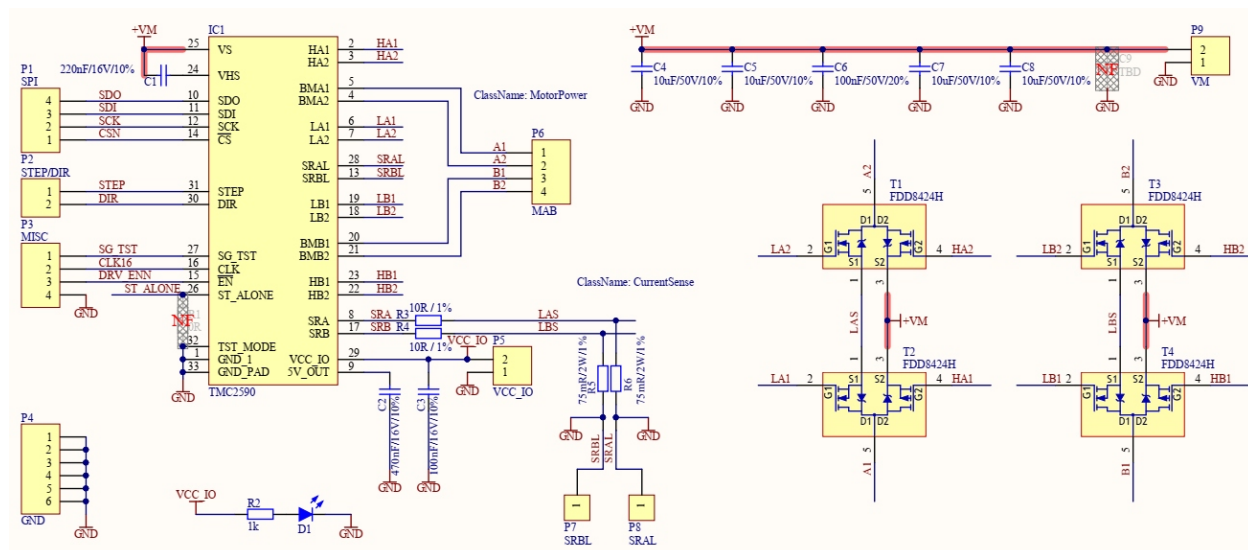 +VM
IC1
25
VS
220nF/16V/10%
C1
24
VHS
HA1
2
HA1
HA2
3
HA2
P1
SPI
4
SDO
10
SDO
3
SDI
11
SDI
2
SCK
12
SCK
1
CSN
14
CS
P2
STEP/DIR
1
STEP
31
STEP
2
DIR
30
DIR
P3
MISC
1
SG_TST
27
SG_TST
2
CLK16
16
CLK
3
DRV_ENN
15
EN
4
GND
ST_ALONE
26
ST_ALONE
NF
32
TST_MODE
1
GND_1
33
GND_PAD
GND
TMC2590
BMA1
5
BMA2
4
ClassName: MotorPower
LA1
6
LA1
LA2
7
LA2
SRAL
28
SRAL
SRBL
13
SRBL
LB1
19
LB1
LB2
18
LB2
BMB1
20
BMB2
21
HB1
23
HB1
HB2
22
HB2
SRA
8
SRA
R3
10R / 1%
LAS
SRB
17
SRB
R4
10R / 1%
LBS
VCC_IO
29
5V_OUT
9
P6
A1
1
A2
2
B1
3
B2
4
MAB
ClassName: CurrentSense
VCC_IO
P5
2
1
GND
VCC_IO
C2
470nF/16V/10%
GND
C3
100nF/16V/10%
GND
75mR/2W/1%
R5
R6
75mR/2W/1%
GND
GND
SRBL
SRAL
1
P7
SRBL
1
P8
SRAL
P4
1
2
3
4
5
6
GND
GND
VCC_IO
R2
1k
D1
GND
+VM
C4
10uF/50V/10%
GND
C5
10uF/50V/10%
GND
C6
100nF/50V/20%
GND
C7
10uF/50V/10%
GND
C8
10uF/50V/10%
GND
NF
C9
TBD
GND
P9
2
1
GND
VM
A2
5
T1
FDD8424H
D1 D2
G1
G2
S1 S2
LA2 2
4 HA2
1
3
LAS
+VM
1
3
T2
FDD8424H
S1 S2
G1
G2
D1 D2
LA1 2
4 HA1
5
A1
B2
5
T3
FDD8424H
D1 D2
G1
G2
S1 S2
LB2 2
4 HB2
1
3
LBS
+VM
1
3
T4
FDD8424H
S1 S2
G1
G2
D1 D2
LB1 2
4 HB1
5
B1